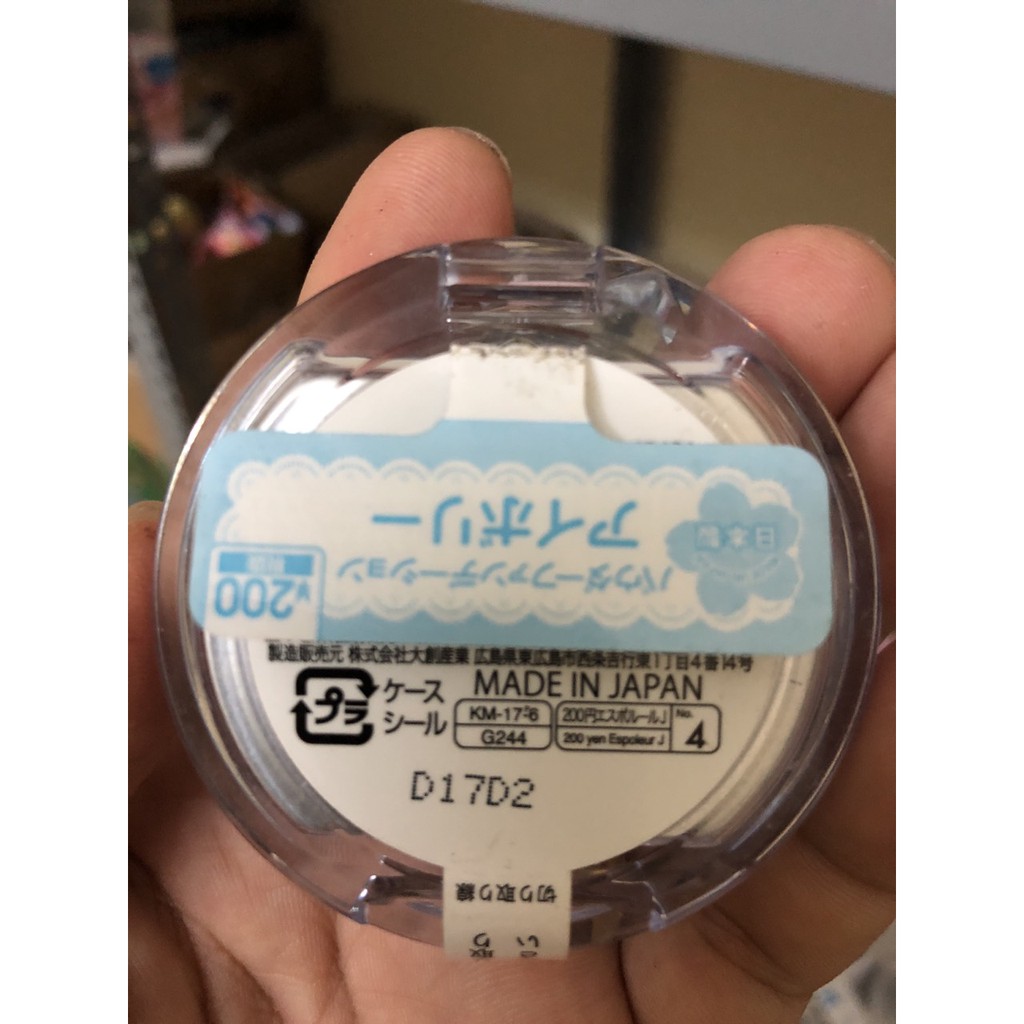 日本製
パウダーファンデーション
アイボリー
¥200
製造販売元 株式会社大創産業 広島県東広島市西条吉行東1丁目4番14号
MADE IN JAPAN
プラ
ケース
シール
KM-17-6
G244
200円エスポルールJ
200 yen Espoleur J
No.
4
D17D2
切り取り線